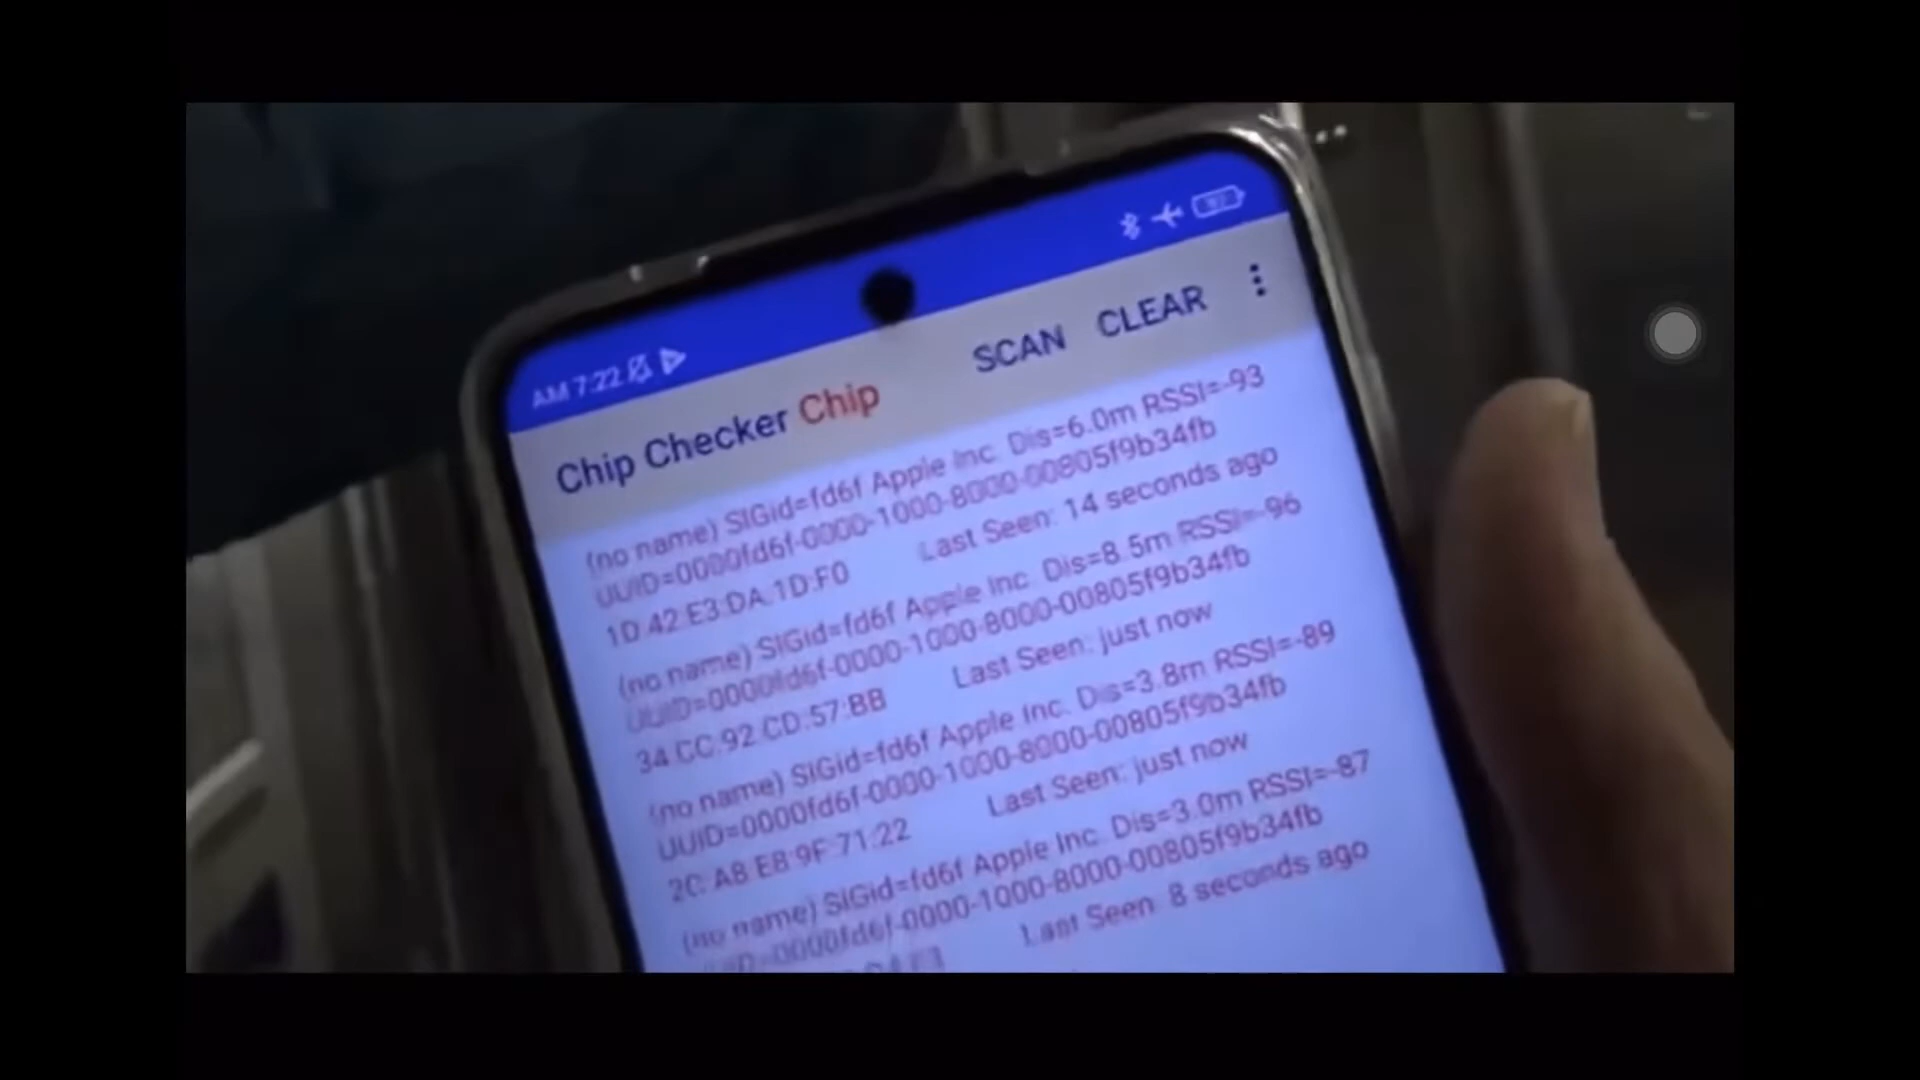 AM 7:22
SCAN CLEAR
Chip Checker Chip
(no name) SIGid=fd6f Apple Inc. Dis=6.0m RSSI=-93
UUID=0000fd6f-0000-1000-8000-00805f9b34fb
1D:42:E3:DA:1D:F0 Last Seen: 14 seconds ago
(no name) SIGid=fd6f Apple Inc. Dis=8.5m RSSI=-96
UUID=0000fd6f-0000-1000-8000-00805f9b34fb
34:CC:92:CD:57:BB Last Seen: just now
(no name) SIGid=fd6f Apple Inc. Dis=3.8m RSSI=-89
UUID=0000fd6f-0000-1000-8000-00805f9b34fb
2C:A8:E8:9F:71:22 Last Seen: just now
(no name) SIGid=fd6f Apple Inc. Dis=3.0m RSSI=-87
UUID=0000fd6f-0000-1000-8000-00805f9b34fb
Last Seen: 8 seconds ago